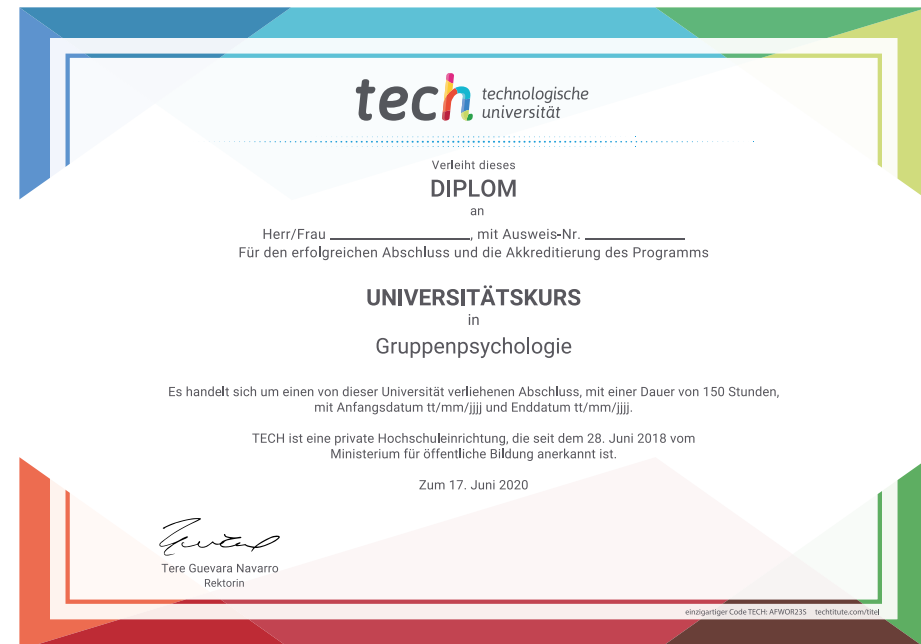 tech technologische
universität
Verleiht dieses
DIPLOM
an
Herr/Frau ____________, mit Ausweis-Nr. ____________
Für den erfolgreichen Abschluss und die Akkreditierung des Programms
UNIVERSITÄTSKURS
in
Gruppenpsychologie
Es handelt sich um einen von dieser Universität verliehenen Abschluss, mit einer Dauer von 150 Stunden,
mit Anfangsdatum tt/mm/jjjj und Enddatum tt/mm/jjjj.
TECH ist eine private Hochschuleinrichtung, die seit dem 28. Juni 2018 vom
Ministerium für öffentliche Bildung anerkannt ist.
Zum 17. Juni 2020
Tere Guevara Navarro
Rektorin
einzigartiger Code TECH: AFWOR23S techtitute.com/titel